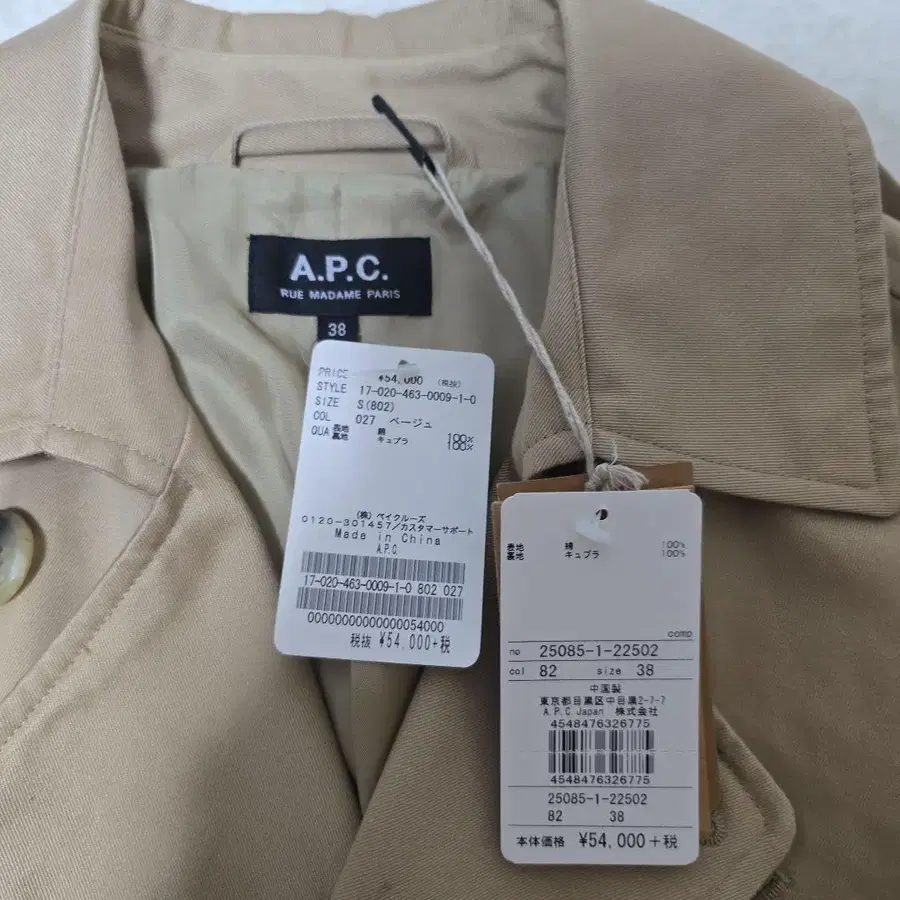 A.P.C.
RUE MADAME PARIS
38
PRICE ¥54,000 (税抜)
STYLE 17-020-463-0009-1-0
SIZE S(802)
COL 027 ベージュ
QUA 表地 綿 100%
裏地 キュプラ 100%
(株) ベイクルーズ
0120-301457/カスタマーサポート
Made in China
A.P.C.
17-020-463-0009-1-0 802 027
00000000000000054000
税抜 ¥54,000+税
表地 綿 100%
裏地 キュプラ 100%
comp
no 25085-1-22502
col 82 size 38
中国製
東京都目黒区中目黒2-7-7
A.P.C Japan 株式会社
4548476326775
4548476326775
25085-1-22502
82 38
本体価格 ¥54,000+税